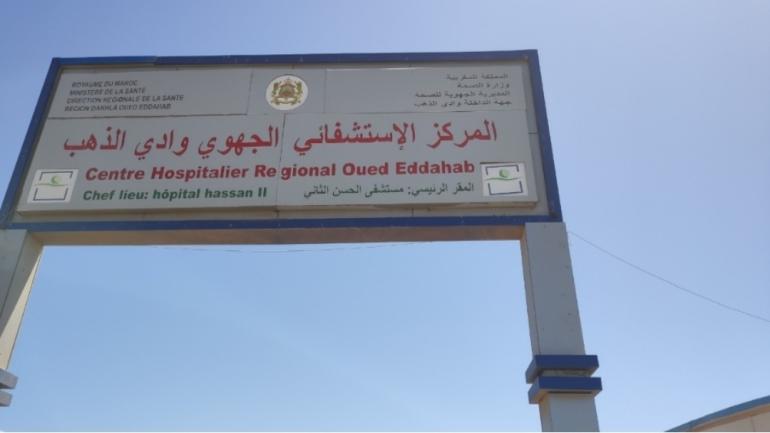 ROYAUME DU MAROC
MINISTERE DE LA SANTE
DIRECTION REGIONALE DE LA SANTE
REGION DAKHLA OUED EDDAHAB
المملكة المغربية
وزارة الصحة
المديرية الجهوية للصحة
جهة الداخلة وادي الذهب
المركز الإستشفائي الجهوي وادي الذهب
Centre Hospitalier Regional Oued Eddahab
Chef lieu: hôpital hassan II
المقر الرئيسي: مستشفى الحسن الثاني